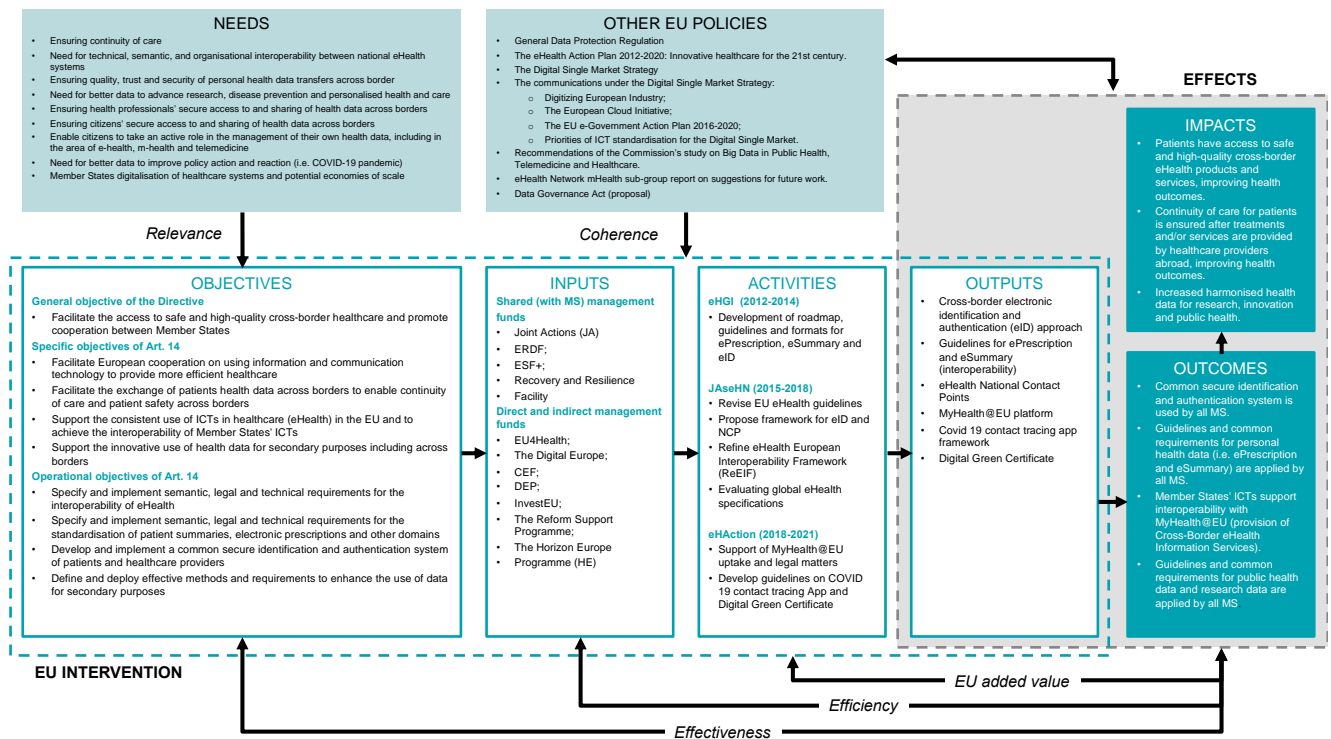 NEEDS
• Ensuring continuity of care
• Need for technical, semantic, and organisational interoperability between national eHealth
systems
• Ensuring quality, trust and security of personal health data transfers across border
• Need for better data to advance research, disease prevention and personalised health and care
• Ensuring health professionals' secure access to and sharing of health data across borders
• Ensuring citizens' secure access to and sharing of health data across borders
• Enable citizens to take an active role in the management of their own health data, including in
the area of e-health, m-health and telemedicine
• Need for better data to improve policy action and reaction (i.e. COVID-19 pandemic)
• Member States digitalisation of healthcare systems and potential economies of scale
OTHER EU POLICIES
• General Data Protection Regulation
• The eHealth Action Plan 2012-2020: Innovative healthcare for the 21st century.
• The Digital Single Market Strategy
• The communications under the Digital Single Market Strategy:
o Digitizing European Industry;
o The European Cloud Initiative;
o The EU e-Government Action Plan 2016-2020;
o Priorities of ICT standardisation for the Digital Single Market.
• Recommendations of the Commission's study on Big Data in Public Health,
Telemedicine and Healthcare.
• eHealth Network mHealth sub-group report on suggestions for future work.
• Data Governance Act (proposal)
EFFECTS
IMPACTS
• Patients have access to safe
and high-quality cross-border
eHealth products and
services, improving health
outcomes.
• Continuity of care for patients
is ensured after treatments
and/or services are provided
by healthcare providers
abroad, improving health
outcomes.
• Increased harmonised health
data for research, innovation
and public health.
Relevance
Coherence
OBJECTIVES
General objective of the Directive
• Facilitate the access to safe and high-quality cross-border healthcare and promote
cooperation between Member States
Specific objectives of Art. 14
• Facilitate European cooperation on using information and communication
technology to provide more efficient healthcare
• Facilitate the exchange of patients health data across borders to enable continuity
of care and patient safety across borders
• Support the consistent use of ICTs in healthcare (eHealth) in the EU and to
achieve the interoperability of Member States' ICTs
• Support the innovative use of health data for secondary purposes including across
borders
Operational objectives of Art. 14
• Specify and implement semantic, legal and technical requirements for the
interoperability of eHealth
• Specify and implement semantic, legal and technical requirements for the
standardisation of patient summaries, electronic prescriptions and other domains
• Develop and implement a common secure identification and authentication system
of patients and healthcare providers
• Define and deploy effective methods and requirements to enhance the use of data
for secondary purposes
INPUTS
Shared (with MS) management
funds
• Joint Actions (JA)
• ERDF;
• ESF+;
• Recovery and Resilience
• Facility
Direct and indirect management
funds
• EU4Health;
• The Digital Europe;
• CEF;
• DEP;
• InvestEU;
• The Reform Support
Programme;
• The Horizon Europe
Programme (HE)
ACTIVITIES
eHGI (2012-2014)
• Development of roadmap,
guidelines and formats for
ePrescription, eSummary and
eID
JAseHN (2015-2018)
• Revise EU eHealth guidelines
• Propose framework for eID and
NCP
• Refine eHealth European
Interoperability Framework
(ReEIF)
• Evaluating global eHealth
specifications
eHAction (2018-2021)
• Support of MyHealth@EU
uptake and legal matters
• Develop guidelines on COVID
19 contact tracing App and
Digital Green Certificate
OUTPUTS
• Cross-border electronic
identification and
authentication (eID) approach
• Guidelines for ePrescription
and eSummary
(interoperability)
• eHealth National Contact
Points
• MyHealth@EU platform
• Covid 19 contact tracing app
framework
• Digital Green Certificate
OUTCOMES
• Common secure identification
and authentication system is
used by all MS.
• Guidelines and common
requirements for personal
health data (i.e. ePrescription
and eSummary) are applied by
all MS.
• Member States' ICTs support
interoperability with
MyHealth@EU (provision of
Cross-Border eHealth
Information Services).
• Guidelines and common
requirements for public health
data and research data are
applied by all MS.
EU INTERVENTION
EU added value
Efficiency
Effectiveness